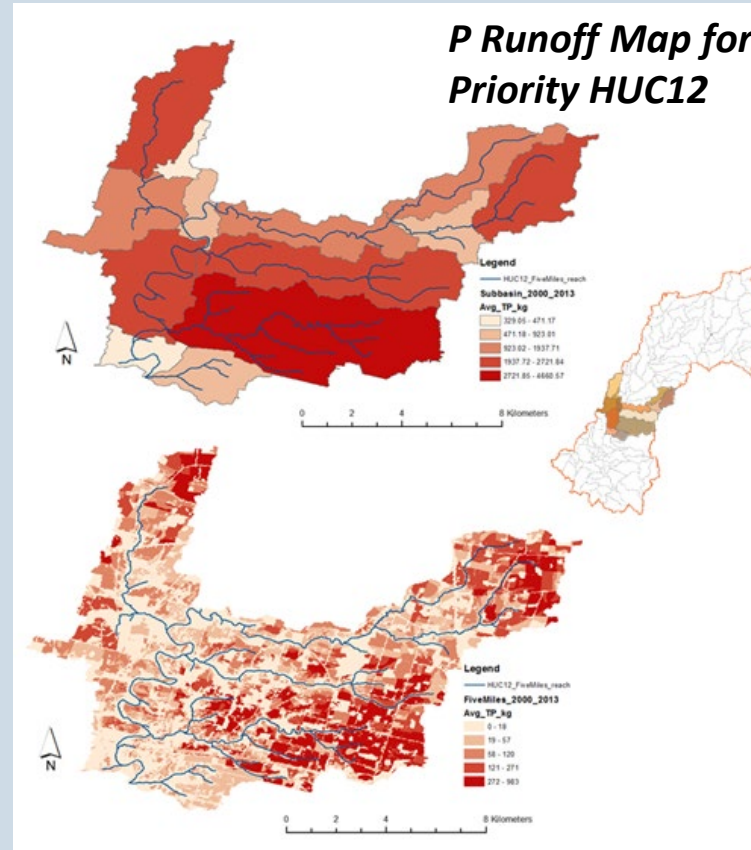 P Runoff Map for
Priority HUC12
Legend
HUC12_FiveMiles_reach
Subbasin_2000_2013
Avg_TP_kg
329.05 - 471.17
471.18 - 923.01
923.02 - 1937.71
1937.72 - 2721.84
2721.85 - 4660.57
N
0 2 4 8 Kilometers
Legend
HUC12_FiveMiles_reach
FiveMiles_2000_2013
Avg_TP_kg
0 - 18
19 - 57
58 - 120
121 - 271
272 - 983
N
0 2 4 8 Kilometers